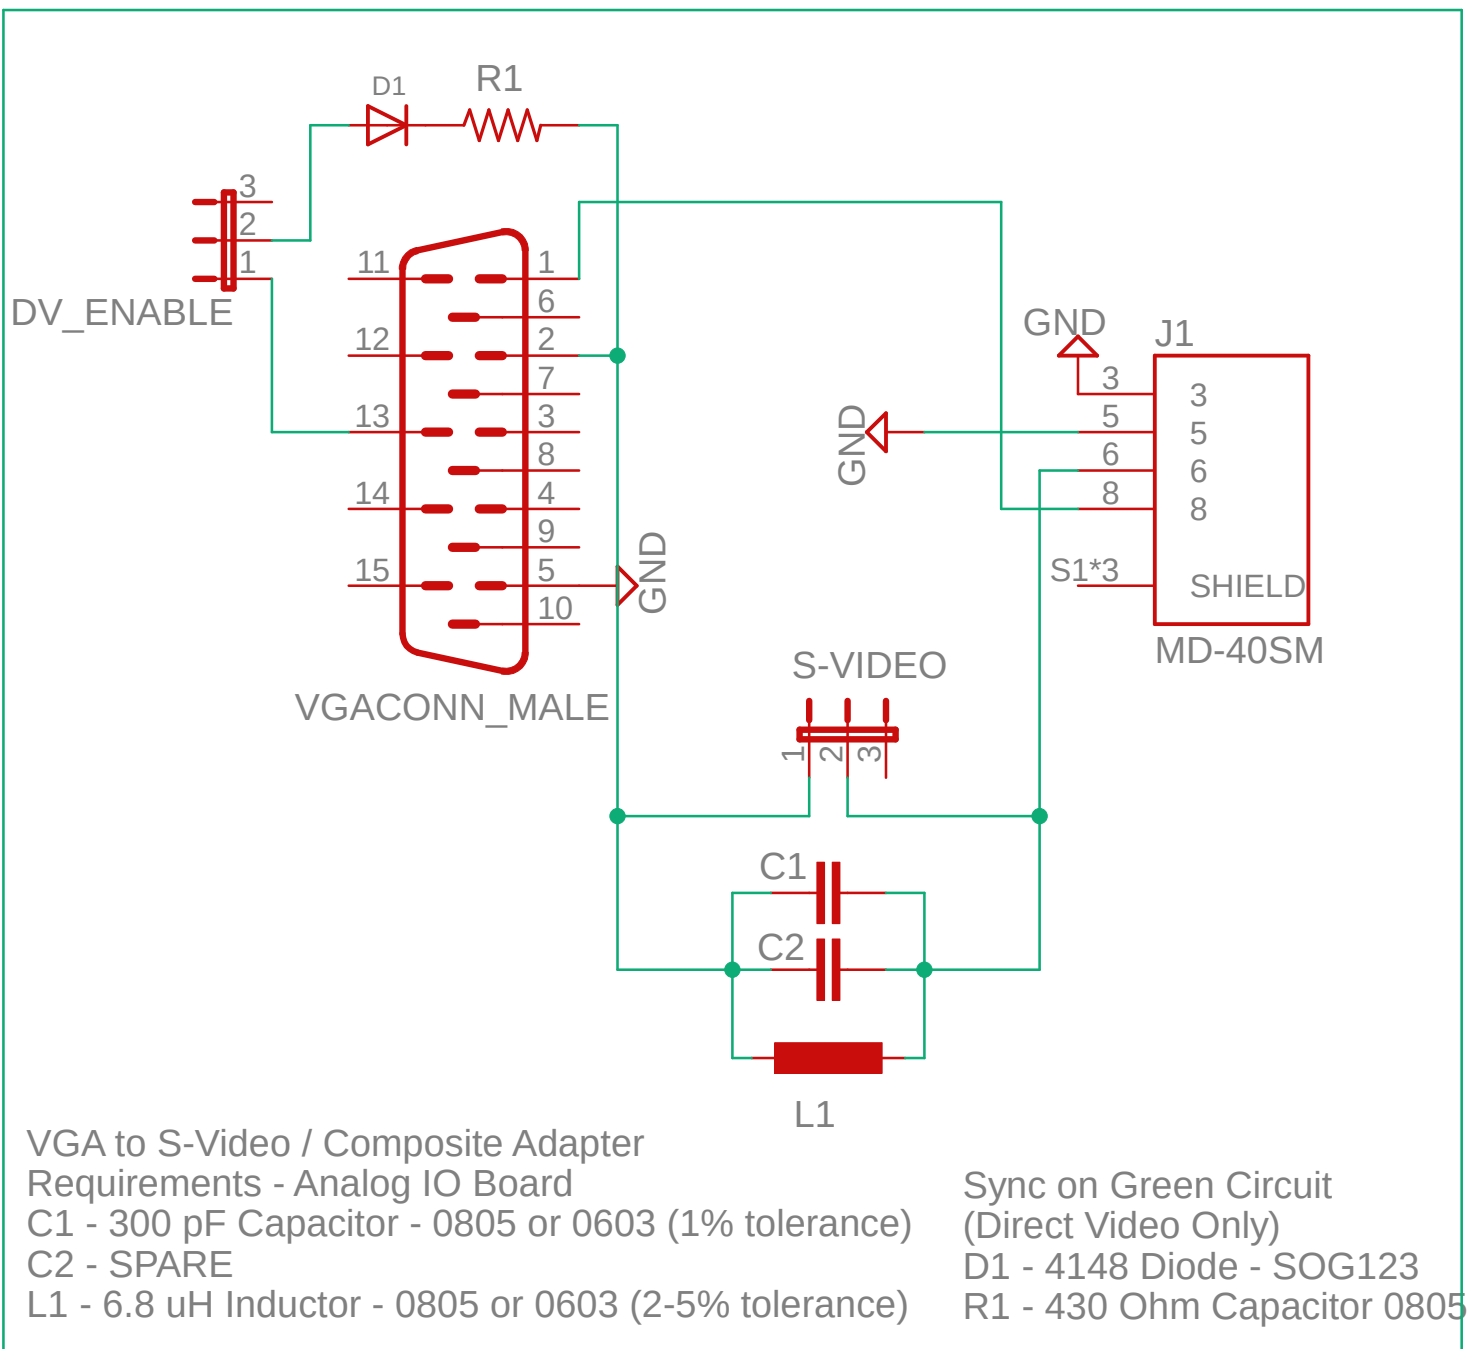 D1
R1
3
2
1
DV_ENABLE
11
12
13
14
15
1
6
2
7
3
8
4
9
5
10
GND
VGACONN_MALE
GND
GND
J1
3
5
6
8
S1*3
3
5
6
8
SHIELD
MD-40SM
S-VIDEO
1
2
3
C1
C2
L1
VGA to S-Video / Composite Adapter
Requirements - Analog IO Board
C1 - 300 pF Capacitor - 0805 or 0603 (1% tolerance)
C2 - SPARE
L1 - 6.8 uH Inductor - 0805 or 0603 (2-5% tolerance)
Sync on Green Circuit
(Direct Video Only)
D1 - 4148 Diode - SOG123
R1 - 430 Ohm Capacitor 0805